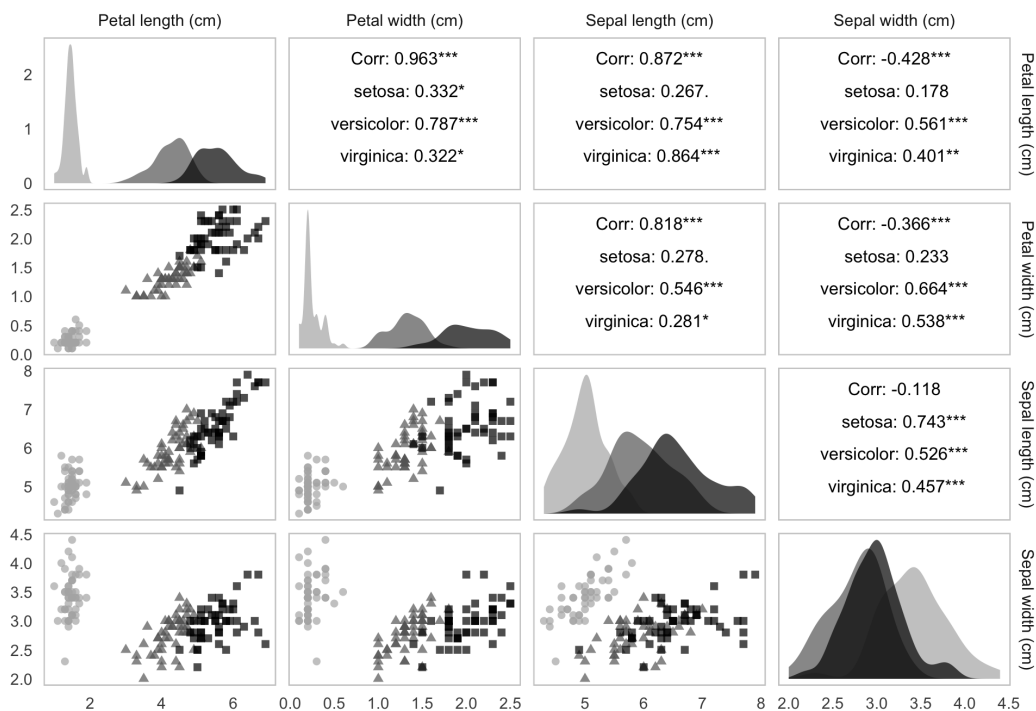 Petal length (cm) Petal width (cm) Sepal length (cm) Sepal width (cm)
2
1
0
Corr: 0.963***
setosa: 0.332*
versicolor: 0.787***
virginica: 0.322*
Corr: 0.872***
setosa: 0.267.
versicolor: 0.754***
virginica: 0.864***
Corr: -0.428***
setosa: 0.178
versicolor: 0.561***
virginica: 0.401**
Petal length (cm)
2.5
2.0
1.5
1.0
0.5
0.0
Corr: 0.818***
setosa: 0.278.
versicolor: 0.546***
virginica: 0.281*
Corr: -0.366***
setosa: 0.233
versicolor: 0.664***
virginica: 0.538***
Petal width (cm)
8
7
6
5
Corr: -0.118
setosa: 0.743***
versicolor: 0.526***
virginica: 0.457***
Sepal length (cm)
4.5
4.0
3.5
3.0
2.5
2.0
Sepal width (cm)
2 4 6 0.0 0.5 1.0 1.5 2.0 2.5 5 6 7 8 2.0 2.5 3.0 3.5 4.0 4.5